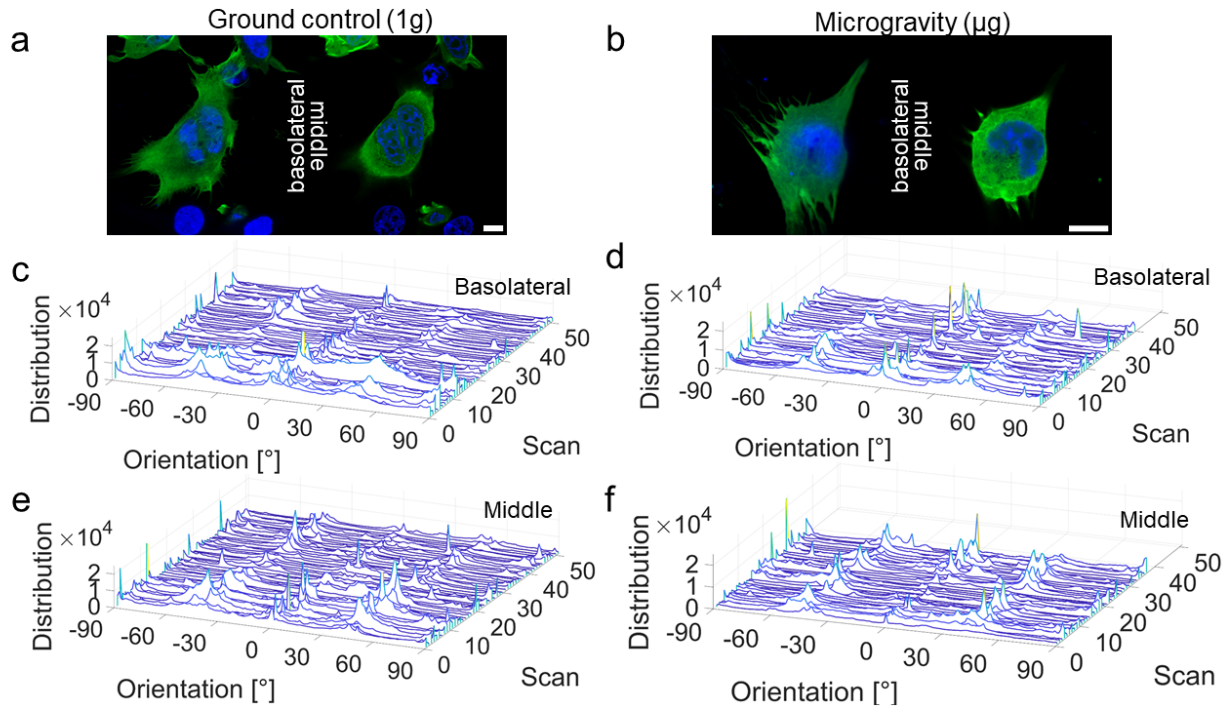 Ground control (1g)
Microgravity (µg)
a
basolateral
middle
b
basolateral
middle
c
Basolateral
×10⁴
2
1
0
Distribution
-90
-60
-30
0
30
60
90
Orientation [°]
0
10
20
30
40
50
Scan
d
Basolateral
×10⁴
2
1
0
Distribution
-90
-60
-30
0
30
60
90
Orientation [°]
0
10
20
30
40
50
Scan
e
Middle
×10⁴
2
1
0
Distribution
-90
-60
-30
0
30
60
90
Orientation [°]
0
10
20
30
40
50
Scan
f
Middle
×10⁴
2
1
0
Distribution
-90
-60
-30
0
30
60
90
Orientation [°]
0
10
20
30
40
50
Scan